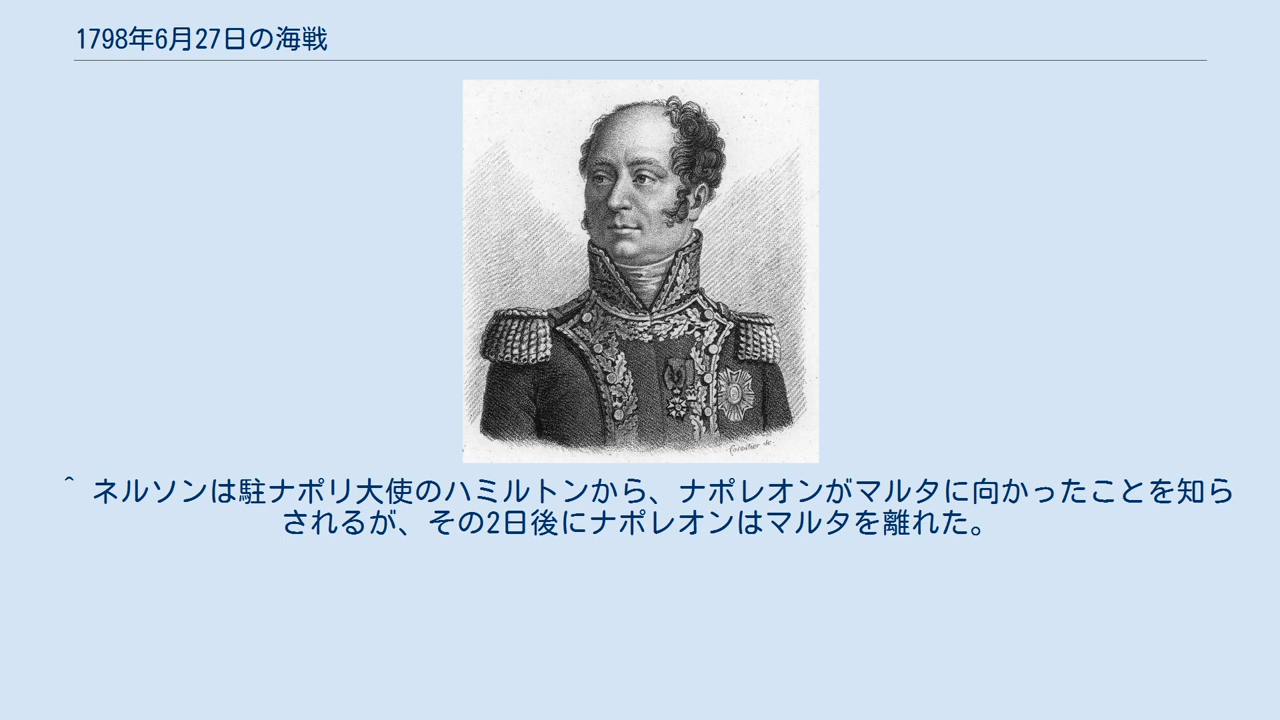 1798年6月27日の海戦
^ ネルソンは駐ナポリ大使のハミルトンから、ナポレオンがマルタに向かったことを知ら
されるが、その2日後にナポレオンはマルタを離れた。